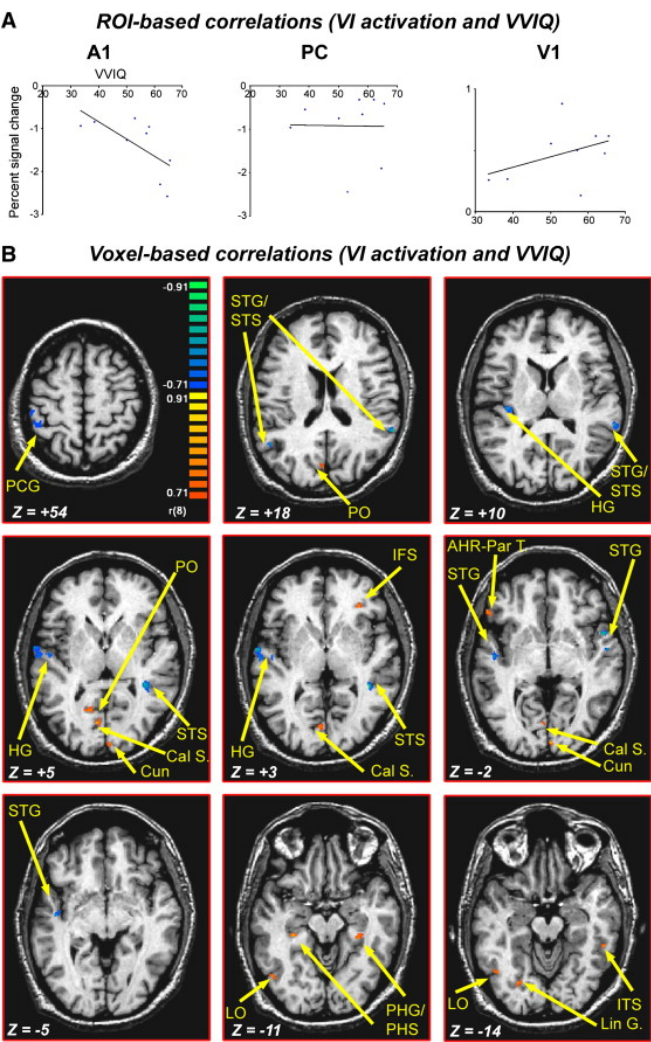 A ROI-based correlations (VI activation and VVIQ)
A1 PC V1
VVIQ
20 30 40 50 60 70
0
-1
-2
-3
Percent signal change
20 30 40 50 60 70
0
-1
-2
-3
1
0
30 40 50 60 70
B Voxel-based correlations (VI activation and VVIQ)
-0.91
-0.71
0.91
0.71
r(8)
PCG
Z = +54
STG/
STS
PO
Z = +18
STG/
STS
HG
Z = +10
PO
HG
STS
Cal S.
Cun
Z = +5
IFS
HG
STS
Cal S.
Z = +3
AHR-Par T.
STG
STG
Cal S.
Cun
Z = -2
STG
Z = -5
LO
PHG/
PHS
Z = -11
LO
ITS
Lin G.
Z = -14